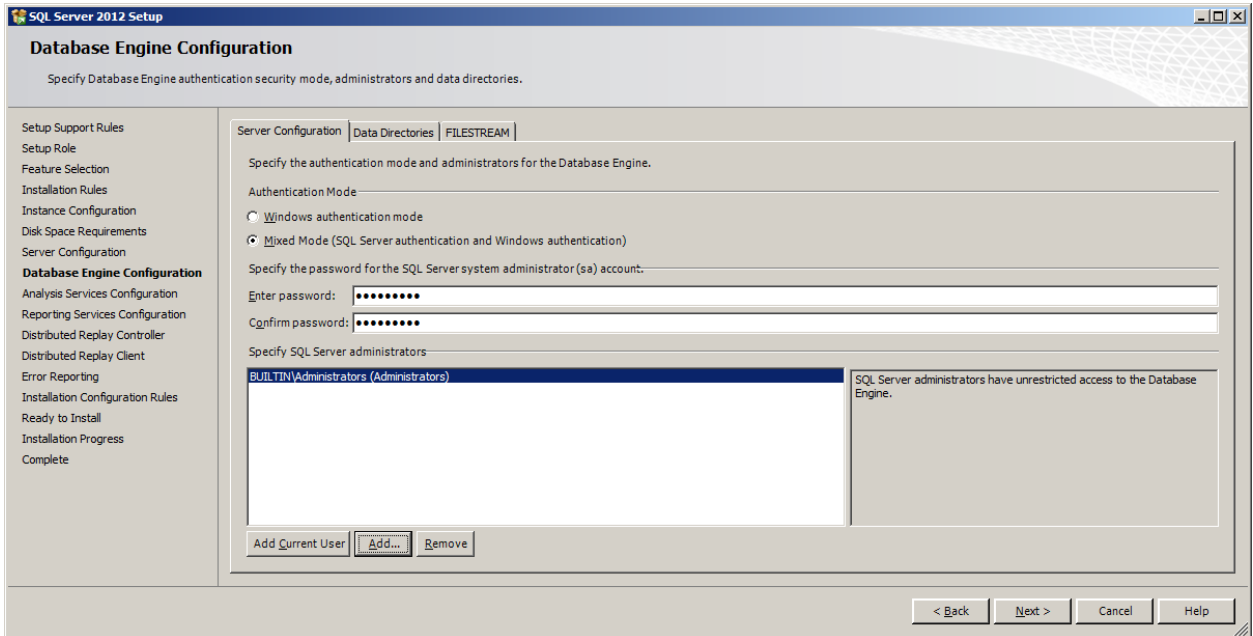 SQL Server 2012 Setup
Database Engine Configuration
Specify Database Engine authentication security mode, administrators and data directories.
Setup Support Rules
Setup Role
Feature Selection
Installation Rules
Instance Configuration
Disk Space Requirements
Server Configuration
Database Engine Configuration
Analysis Services Configuration
Reporting Services Configuration
Distributed Replay Controller
Distributed Replay Client
Error Reporting
Installation Configuration Rules
Ready to Install
Installation Progress
Complete
Server Configuration Data Directories FILESTREAM
Specify the authentication mode and administrators for the Database Engine.
Authentication Mode
Windows authentication mode
Mixed Mode (SQL Server authentication and Windows authentication)
Specify the password for the SQL Server system administrator (sa) account.
Enter password: ●●●●●●●●●
Confirm password: ●●●●●●●●●
Specify SQL Server administrators
BUILTIN\Administrators (Administrators)
SQL Server administrators have unrestricted access to the Database
Engine.
Add Current User Add... Remove
< Back Next > Cancel Help